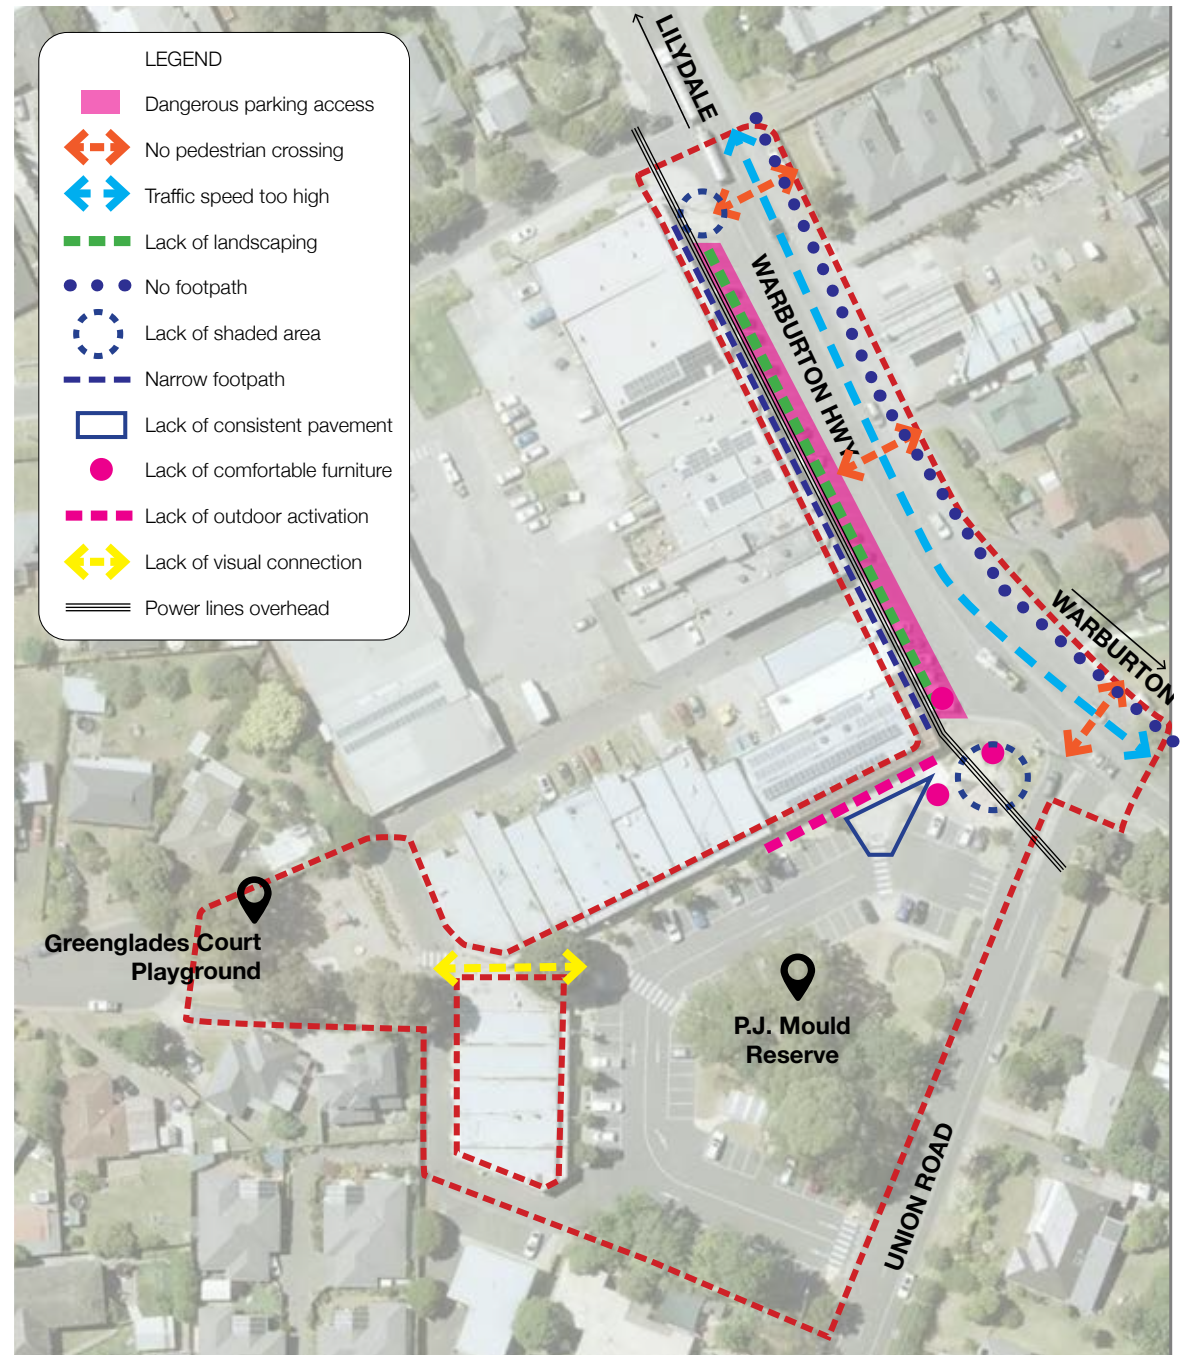 LEGEND
Dangerous parking access
No pedestrian crossing
Traffic speed too high
Lack of landscaping
No footpath
Lack of shaded area
Narrow footpath
Lack of consistent pavement
Lack of comfortable furniture
Lack of outdoor activation
Lack of visual connection
Power lines overhead
LILYDALE
WARBURTON HWY
WARBURTON
Greenglades Court
Playground
P.J. Mould
Reserve
UNION ROAD